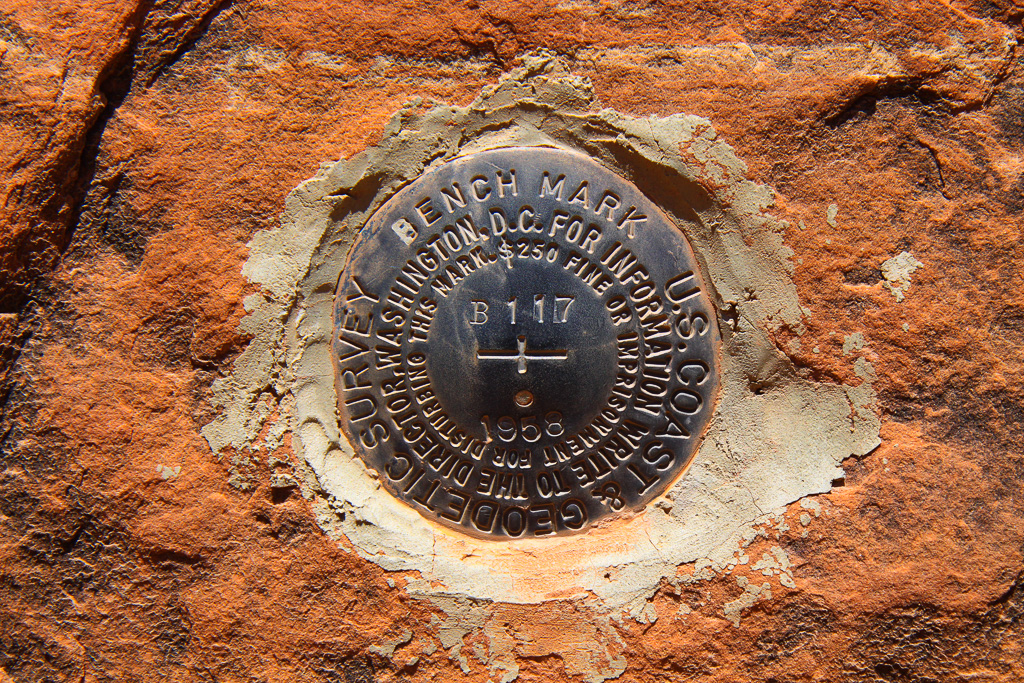 BENCH MARK
U.S. COAST & GEODETIC SURVEY
FOR INFORMATION WRITE TO THE DIRECTOR, WASHINGTON, D.C.
$250 FINE OR IMPRISONMENT FOR DISTURBING THIS MARK.
B 117
1958